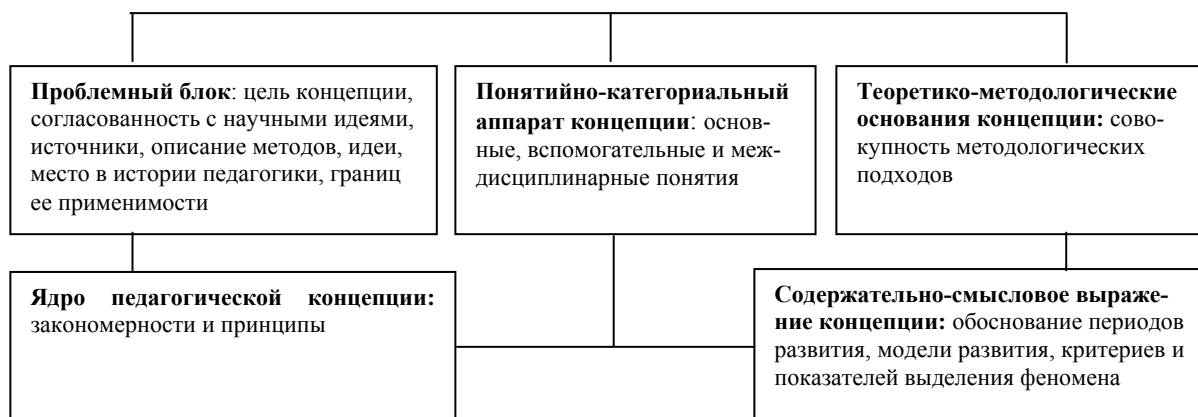 Проблемный блок: цель концепции,
согласованность с научными идеями,
источники, описание методов, идеи,
место в истории педагогики, границ
ее применимости
Понятийно-категориальный
аппарат концепции: основ-
ные, вспомогательные и меж-
дисциплинарные понятия
Теоретико-методологические
основания концепции: сово-
купность методологических
подходов
Ядро педагогической концепции:
закономерности и принципы
Содержательно-смысловое выраже-
ние концепции: обоснование периодов
развития, модели развития, критериев и
показателей выделения феномена